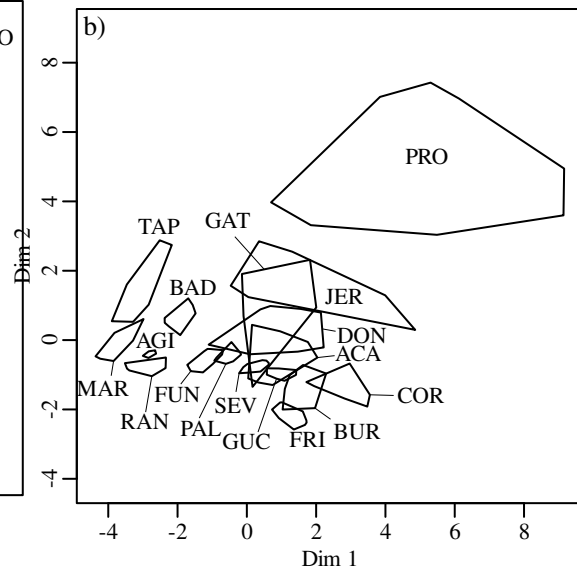 b)
O
8
6
4
2
0
-2
-4
Dim 2
PRO
GAT
TAP
BAD
JER
DON
AGI
ACA
MAR
FUN
COR
SEV
RAN
PAL
GUC
FRI
BUR
-4 -2 0 2 4 6 8
Dim 1